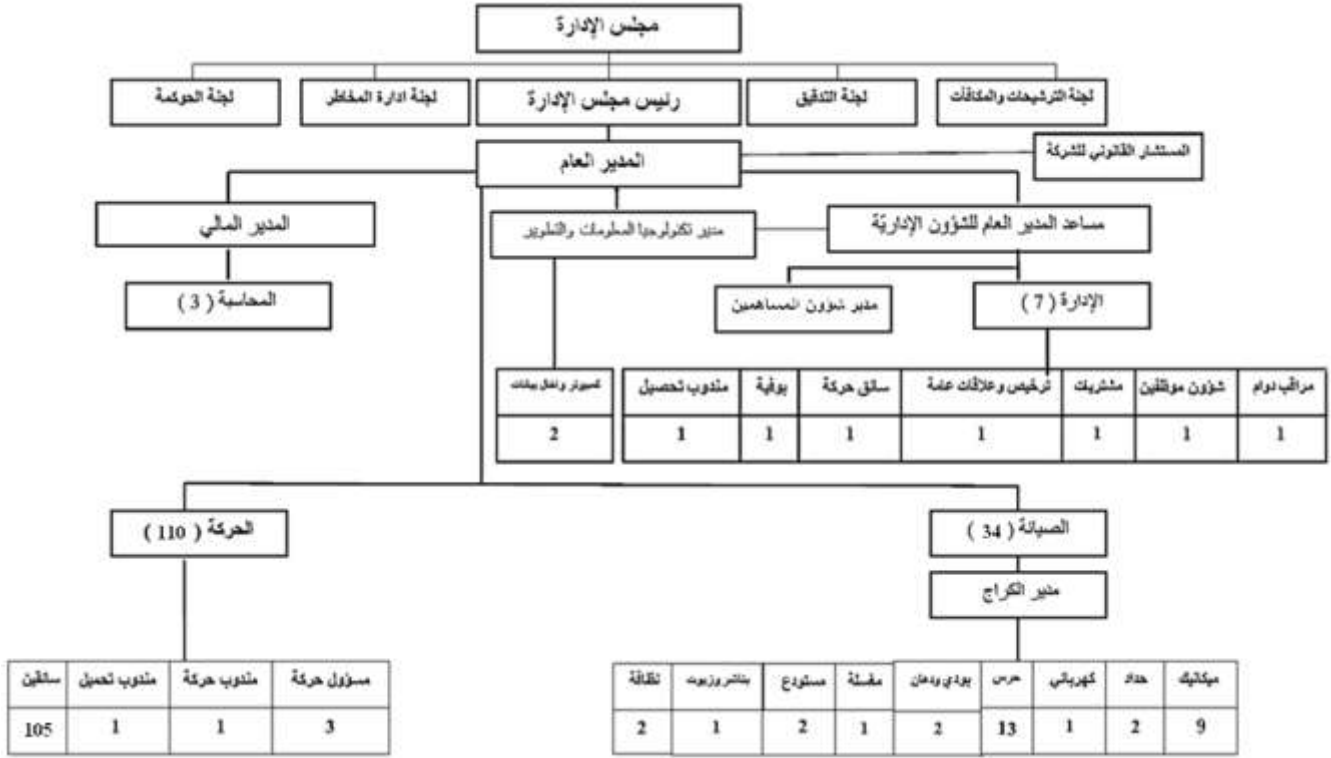 مجلس الإدارة
لجنة الترشيحات والمكافآت
لجنة التدقيق
رئيس مجلس الإدارة
لجنة ادارة المخاطر
لجنة الحوكمة
المستشار القانوني للشركة
المدير العام
مساعد المدير العام للشؤون الإدارية
مدير تكنولوجيا المعلومات والتطوير
المدير المالي
الإدارة ( 7 )
مدير شؤون المساهمين
المحاسبة ( 3 )
مراقب دوام شؤون موظفين مشتريات ترخيص وعلاقات عامة سائق حركة بوفية مندوب تحصيل كمبيوتر وادخال بيانات
1 1 1 1 1 1 1 2
الصيانة ( 34 )
الحركة ( 110 )
مدير الكراج
ميكانيك حداد كهربائي حرس بودي ودهان مغسلة مستودع بناشر وزيوت نظافة
9 2 1 13 2 1 2 1 2
مسؤول حركة مندوب حركة مندوب تحميل سائقين
3 1 1 105